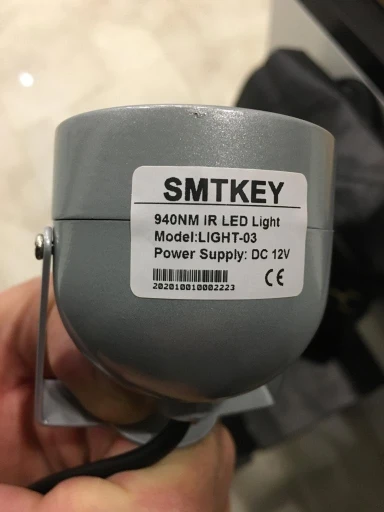 SMTKEY
940NM IR LED Light
Model:LIGHT-03
Power Supply: DC 12V
202010010002223
CE